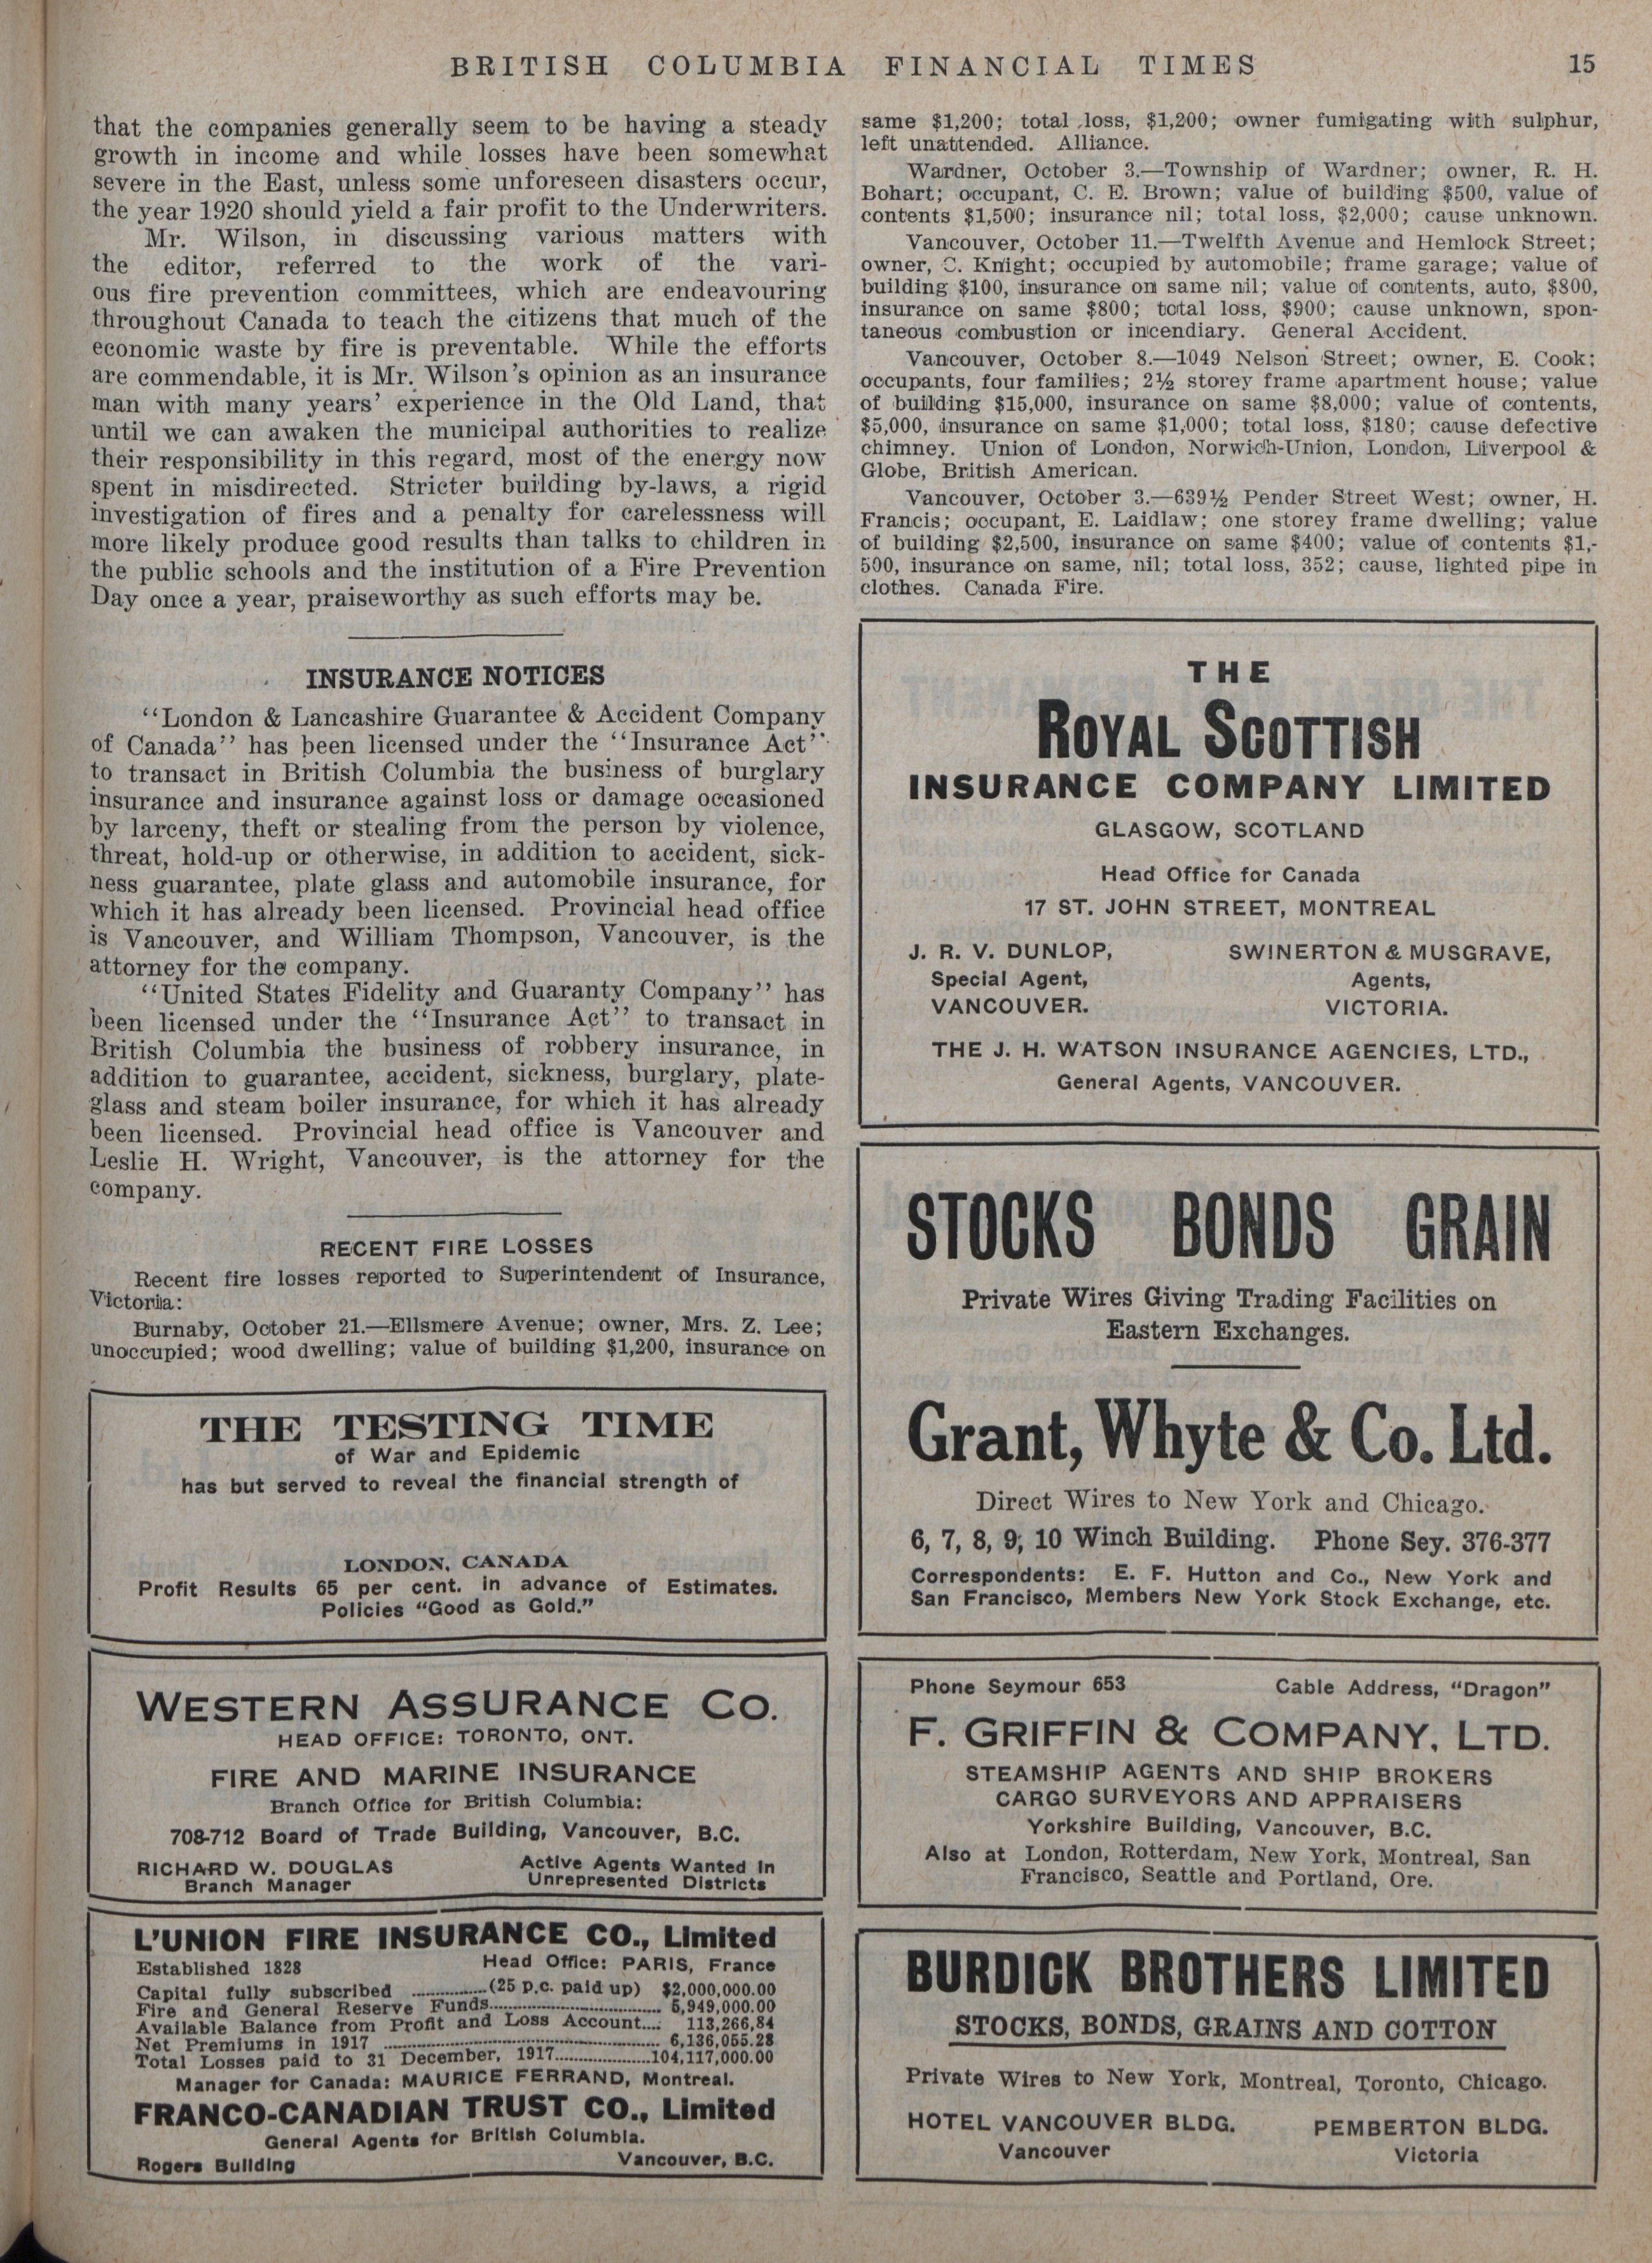 BRITISH COLUMBIA FINANCIAL TIMES 15
that the companies generally seem to be having a steady
growth in income and while losses have been somewhat
severe in the East, unless some unforeseen disasters occur,
the year 1920 should yield a fair profit to the Underwriters.
Mr. Wilson, in discussing various matters with
the editor, referred to the work of the vari-
ous fire prevention committees, which are endeavouring
throughout Canada to teach the citizens that much of the
economic waste by fire is preventable. While the efforts
are commendable, it is Mr. Wilson's opinion as an insurance
man with many years' experience in the Old Land, that
until we can awaken the municipal authorities to realize
their responsibility in this regard, most of the energy now
spent in misdirected. Stricter building by-laws, a rigid
investigation of fires and a penalty for carelessness will
more likely produce good results than talks to children in
the public schools and the institution of a Fire Prevention
Day once a year, praiseworthy as such efforts may be.
INSURANCE NOTICES
"London & Lancashire Guarantee & Accident Company
of Canada" has been licensed under the "Insurance Act"
to transact in British Columbia the business of burglary
insurance and insurance against loss or damage occasioned
by larceny, theft or stealing from the person by violence,
threat, hold-up or otherwise, in addition to accident, sick-
ness guarantee, plate glass and automobile insurance, for
which it has already been licensed. Provincial head office
is Vancouver, and William Thompson, Vancouver, is the
attorney for the company.
"United States Fidelity and Guaranty Company" has
been licensed under the "Insurance Act" to transact in
British Columbia the business of robbery insurance, in
addition to guarantee, accident, sickness, burglary, plate-
glass and steam boiler insurance, for which it has already
been licensed. Provincial head office is Vancouver and
Leslie H. Wright, Vancouver, is the attorney for the
company.
RECENT FIRE LOSSES
Recent fire losses reported to Superintendent of Insurance,
Victoria:
Burnaby, October 21.—Ellsmere Avenue; owner, Mrs. Z. Lee;
unoccupied; wood dwelling; value of building $1,200, insurance on
THE TESTING TIME
of War and Epidemic
has but served to reveal the financial strength of
LONDON, CANADA
Profit Results 65 per cent. in advance of Estimates.
Policies "Good as Gold."
WESTERN ASSURANCE CO.
HEAD OFFICE: TORONTO, ONT.
FIRE AND MARINE INSURANCE
Branch Office for British Columbia:
708-712 Board of Trade Building, Vancouver, B.C.
RICHARD W. DOUGLAS Active Agents Wanted in
Branch Manager Unrepresented Districts
L'UNION FIRE INSURANCE CO., Limited
Established 1828 Head Office: PARIS, France
Capital fully subscribed ..............(25 p.c. paid up) $2,000,000.00
Fire and General Reserve Funds.................................. 5,949,000.00
Available Balance from Profit and Loss Account.... 113,266,84
Net Premiums in 1917 ...................................................... 6,136,055.28
Total Losses paid to 31 December, 1917...................104,117,000.00
Manager for Canada: MAURICE FERRAND, Montreal.
FRANCO-CANADIAN TRUST CO., Limited
General Agents for British Columbia.
Rogers Building Vancouver, B.C.
same $1,200; total loss, $1,200; owner fumigating with sulphur,
left unattended. Alliance.
Wardner, October 3.—Township of Wardner; owner, R. H.
Bohart; occupant, C. E. Brown; value of building $500, value of
contents $1,500; insurance nil; total loss, $2,000; cause unknown.
Vancouver, October 11.—Twelfth Avenue and Hemlock Street;
owner, C. Knight; occupied by automobile; frame garage; value of
building $100, insurance on same nil; value of contents, auto, $800,
insurance on same $800; total loss, $900; cause unknown, spon-
taneous combustion or incendiary. General Accident.
Vancouver, October 8.—1049 Nelson Street; owner, E. Cook;
occupants, four families; 2½ storey frame apartment house; value
of building $15,000, insurance on same $8,000; value of contents,
$5,000, insurance on same $1,000; total loss, $180; cause defective
chimney. Union of London, Norwich-Union, London, Liverpool &
Globe, British American.
Vancouver, October 3.—639½ Pender Street West; owner, H.
Francis; occupant, E. Laidlaw; one storey frame dwelling; value
of building $2,500, insurance on same $400; value of contents $1,-
500, insurance on same, nil; total loss, 352; cause, lighted pipe in
clothes. Canada Fire.
THE
ROYAL SCOTTISH
INSURANCE COMPANY LIMITED
GLASGOW, SCOTLAND
Head Office for Canada
17 ST. JOHN STREET, MONTREAL
J. R. V. DUNLOP, SWINERTON & MUSGRAVE,
Special Agent, Agents,
VANCOUVER. VICTORIA.
THE J. H. WATSON INSURANCE AGENCIES, LTD.,
General Agents, VANCOUVER.
STOCKS BONDS GRAIN
Private Wires Giving Trading Facilities on
Eastern Exchanges.
Grant, Whyte & Co. Ltd.
Direct Wires to New York and Chicago.
6, 7, 8, 9, 10 Winch Building. Phone Sey. 376-377
Correspondents: E. F. Hutton and Co., New York and
San Francisco, Members New York Stock Exchange, etc.
Phone Seymour 653 Cable Address, "Dragon"
F. GRIFFIN & COMPANY, LTD.
STEAMSHIP AGENTS AND SHIP BROKERS
CARGO SURVEYORS AND APPRAISERS
Yorkshire Building, Vancouver, B.C.
Also at London, Rotterdam, New York, Montreal, San
Francisco, Seattle and Portland, Ore.
BURDICK BROTHERS LIMITED
STOCKS, BONDS, GRAINS AND COTTON
Private Wires to New York, Montreal, Toronto, Chicago.
HOTEL VANCOUVER BLDG. PEMBERTON BLDG.
Vancouver Victoria